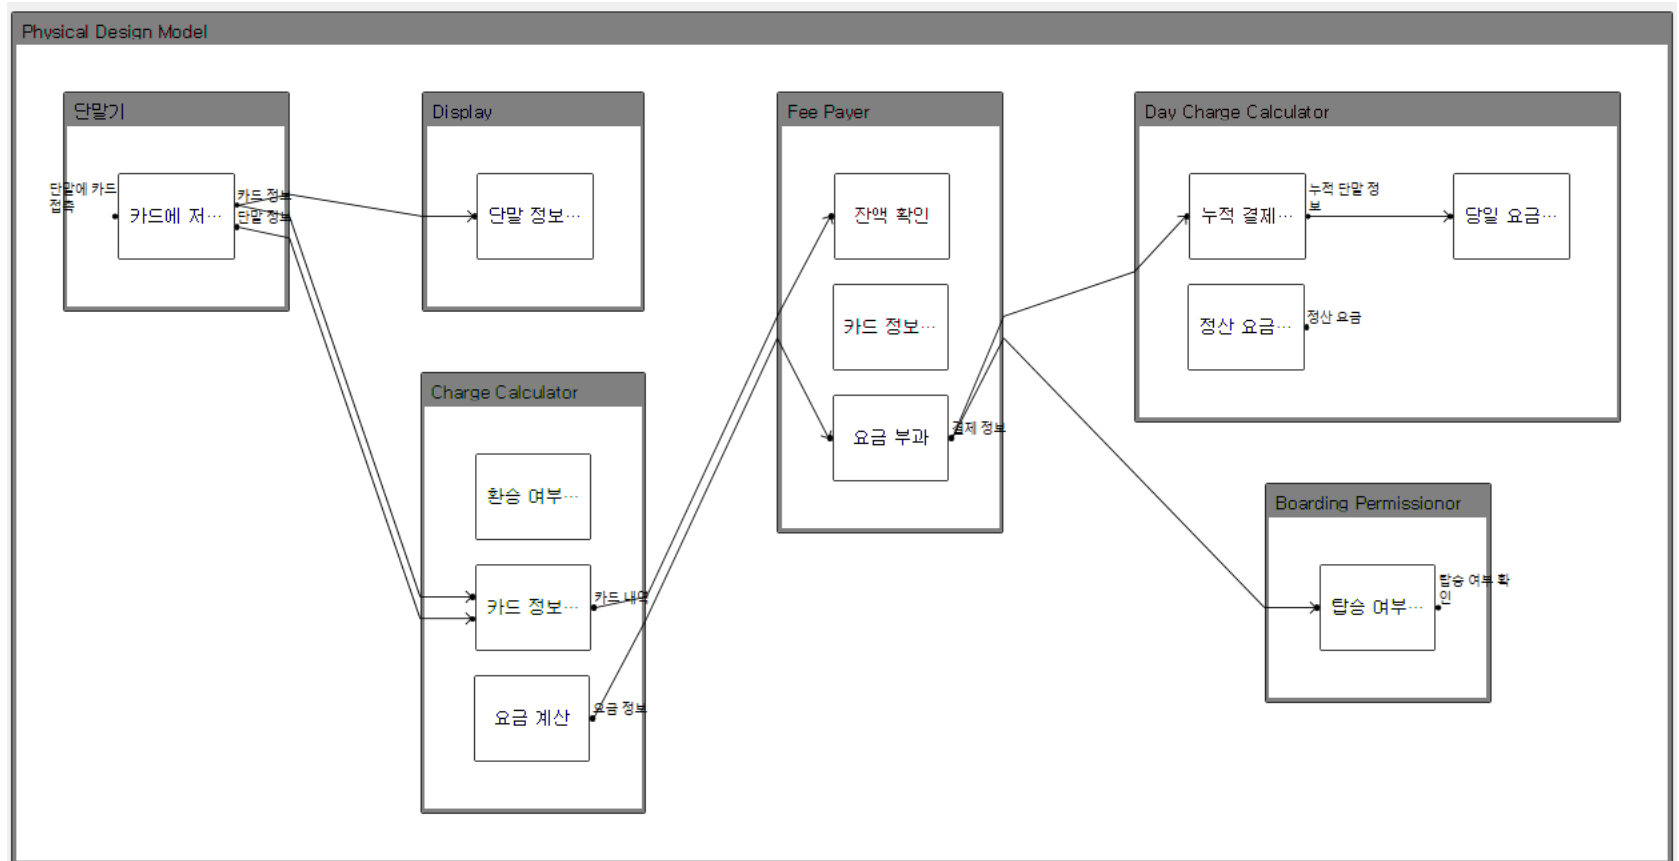 Physical Design Model
단말기
단말에 카드
접촉
카드에 저…
카드 정보
단말 정보
Display
단말 정보…
Charge Calculator
환승 여부…
카드 정보…
카드 내역
요금 계산
요금 정보
Fee Payer
잔액 확인
카드 정보…
요금 부과
결제 정보
Day Charge Calculator
누적 결제…
누적 단말 정
보
당일 요금…
정산 요금…
정산 요금
Boarding Permissionor
탑승 여부…
탑승 여부 확
인